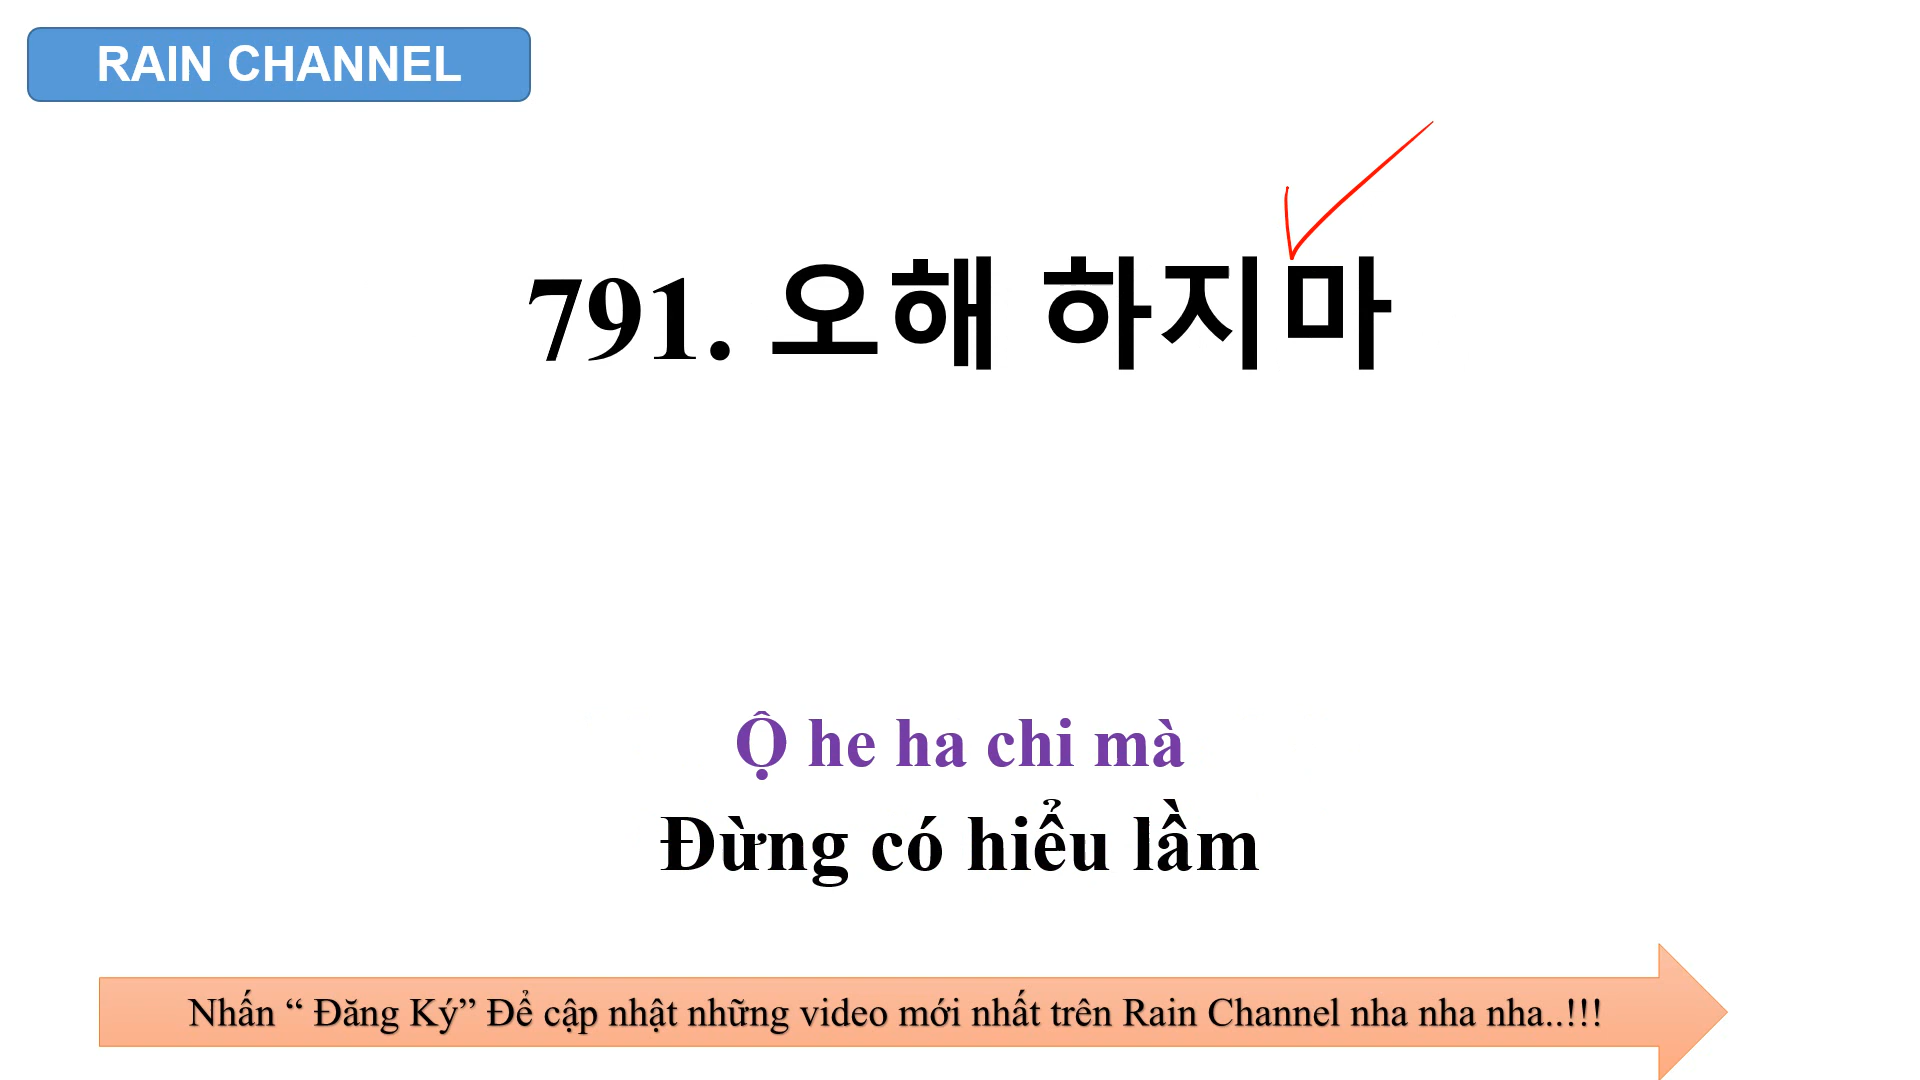 RAIN CHANNEL
791. 오해 하지마
Ộ he ha chi mà
Đừng có hiểu lầm
Nhấn “ Đăng Ký” Để cập nhật những video mới nhất trên Rain Channel nha nha nha..!!!